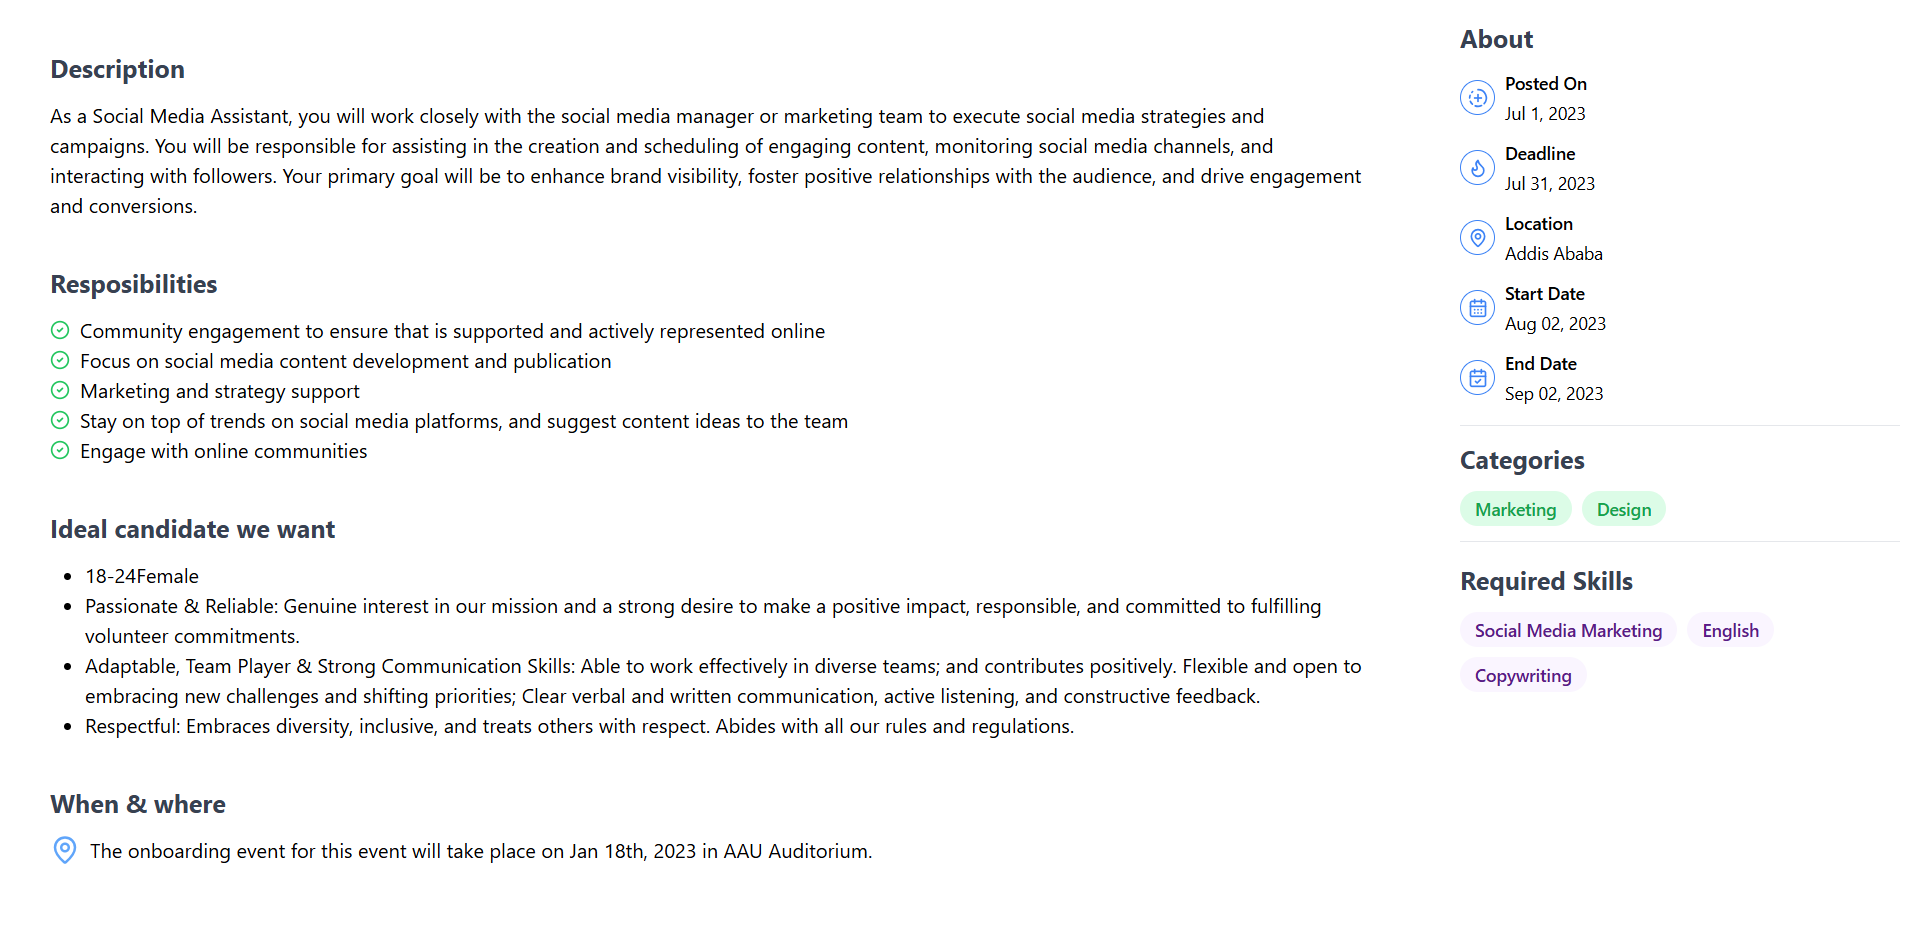 Description
As a Social Media Assistant, you will work closely with the social media manager or marketing team to execute social media strategies and
campaigns. You will be responsible for assisting in the creation and scheduling of engaging content, monitoring social media channels, and
interacting with followers. Your primary goal will be to enhance brand visibility, foster positive relationships with the audience, and drive engagement
and conversions.
Resposibilities
Community engagement to ensure that is supported and actively represented online
Focus on social media content development and publication
Marketing and strategy support
Stay on top of trends on social media platforms, and suggest content ideas to the team
Engage with online communities
Ideal candidate we want
18-24Female
Passionate & Reliable: Genuine interest in our mission and a strong desire to make a positive impact, responsible, and committed to fulfilling
volunteer commitments.
Adaptable, Team Player & Strong Communication Skills: Able to work effectively in diverse teams; and contributes positively. Flexible and open to
embracing new challenges and shifting priorities; Clear verbal and written communication, active listening, and constructive feedback.
Respectful: Embraces diversity, inclusive, and treats others with respect. Abides with all our rules and regulations.
When & where
The onboarding event for this event will take place on Jan 18th, 2023 in AAU Auditorium.
About
Posted On
Jul 1, 2023
Deadline
Jul 31, 2023
Location
Addis Ababa
Start Date
Aug 02, 2023
End Date
Sep 02, 2023
Categories
Marketing Design
Required Skills
Social Media Marketing English
Copywriting